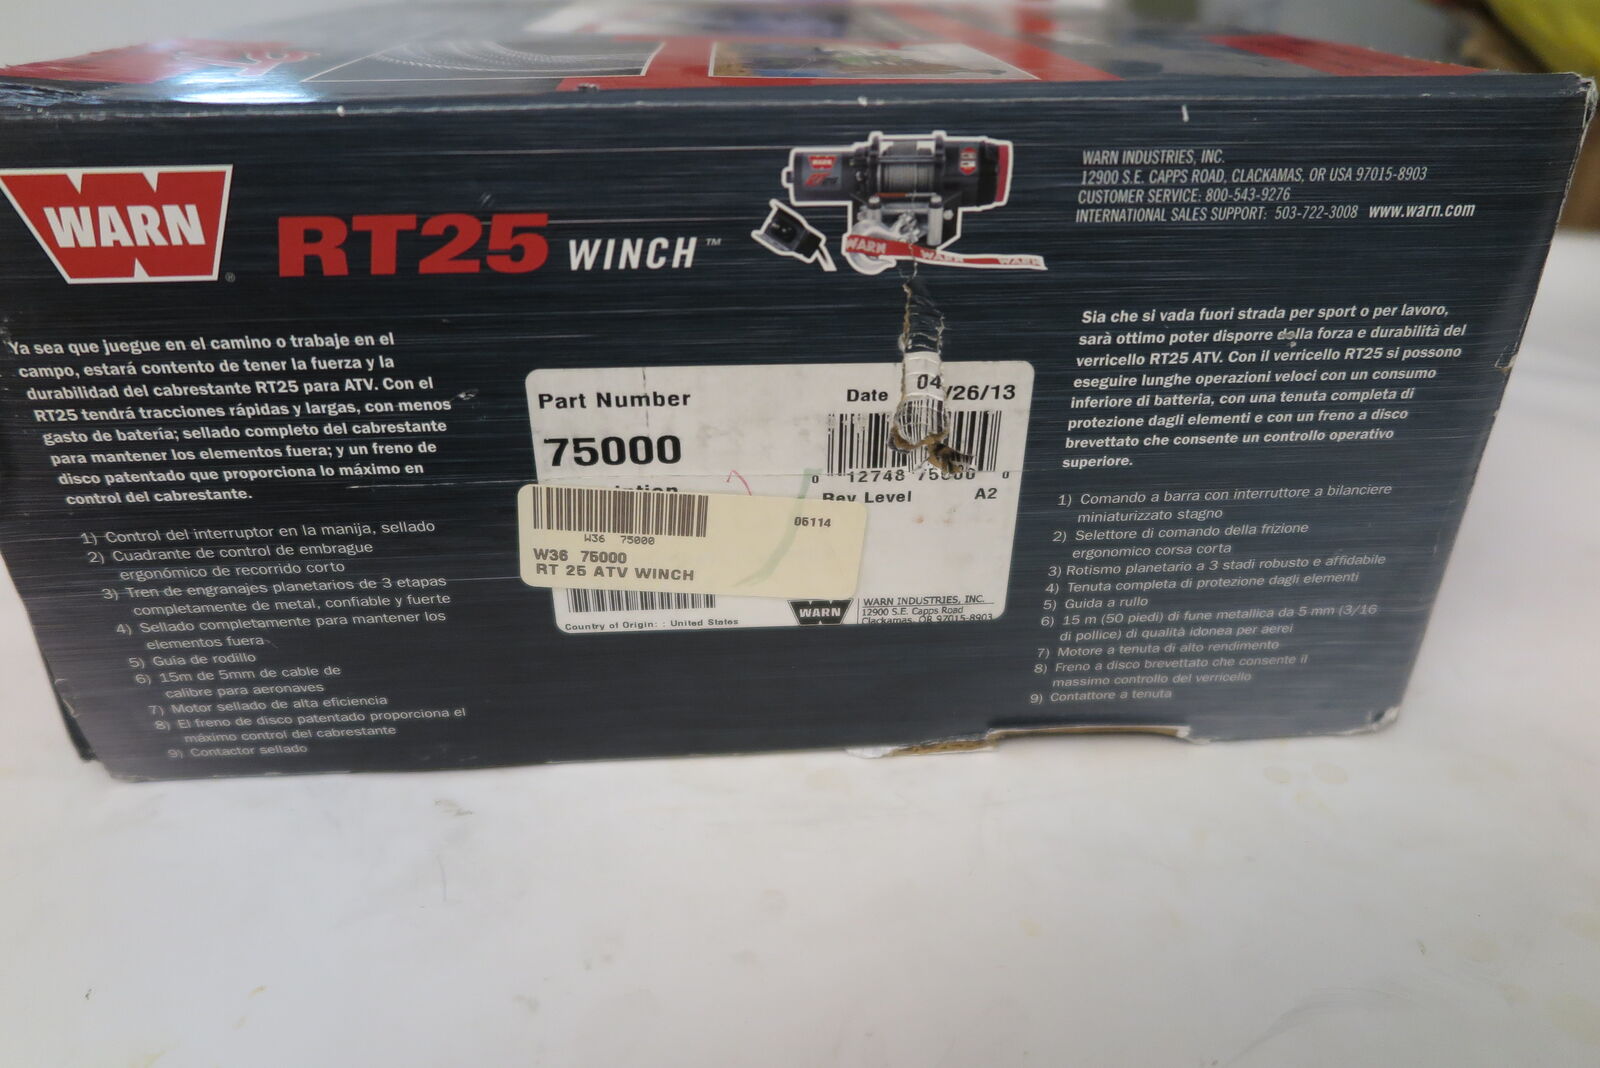 WARN
®
RT25 WINCH™
WARN
WARN WARN WARN
WARN INDUSTRIES, INC.
12900 S.E. CAPPS ROAD, CLACKAMAS, OR USA 97015-8903
CUSTOMER SERVICE: 800-543-9276
INTERNATIONAL SALES SUPPORT: 503-722-3008 www.warn.com
Ya sea que juegue en el camino o trabaje en el
campo, estará contento de tener la fuerza y la
durabilidad del cabrestante RT25 para ATV. Con el
RT25 tendrá tracciones rápidas y largas, con menos
gasto de batería; sellado completo del cabrestante
para mantener los elementos fuera; y un freno de
disco patentado que proporciona lo máximo en
control del cabrestante.
1) Control del interruptor en la manija, sellado
2) Cuadrante de control de embrague
ergonómico de recorrido corto
3) Tren de engranajes planetarios de 3 etapas
completamente de metal, confiable y fuerte
4) Sellado completamente para mantener los
elementos fuera
5) Guía de rodillo
6) 15m de 5mm de cable de
calibre para aeronaves
7) Motor sellado de alta eficiencia
8) El freno de disco patentado proporciona el
máximo control del cabrestante
9) Contactor sellado
Part Number
75000
Date 04/26/13
0 12748 75000 0
Rev Level A2
06114
W36 75000
W36 75000
RT 25 ATV WINCH
Country of Origin: : United States
WARN
WARN INDUSTRIES, INC.
12900 S.E. Capps Road
Clackamas, OR 97015-8903
Sia che si vada fuori strada per sport o per lavoro,
sarà ottimo poter disporre della forza e durabilità del
verricello RT25 ATV. Con il verricello RT25 si possono
eseguire lunghe operazioni veloci con un consumo
inferiore di batteria, con una tenuta completa di
protezione dagli elementi e con un freno a disco
brevettato che consente un controllo operativo
superiore.
1) Comando a barra con interruttore a bilanciere
miniaturizzato stagno
2) Selettore di comando della frizione
ergonomico corsa corta
3) Rotismo planetario a 3 stadi robusto e affidabile
4) Tenuta completa di protezione dagli elementi
5) Guida a rullo
6) 15 m (50 piedi) di fune metallica da 5 mm (3/16
di pollice) di qualità idonea per aerei
7) Motore a tenuta di alto rendimento
8) Freno a disco brevettato che consente il
massimo controllo del verricello
9) Contattore a tenuta